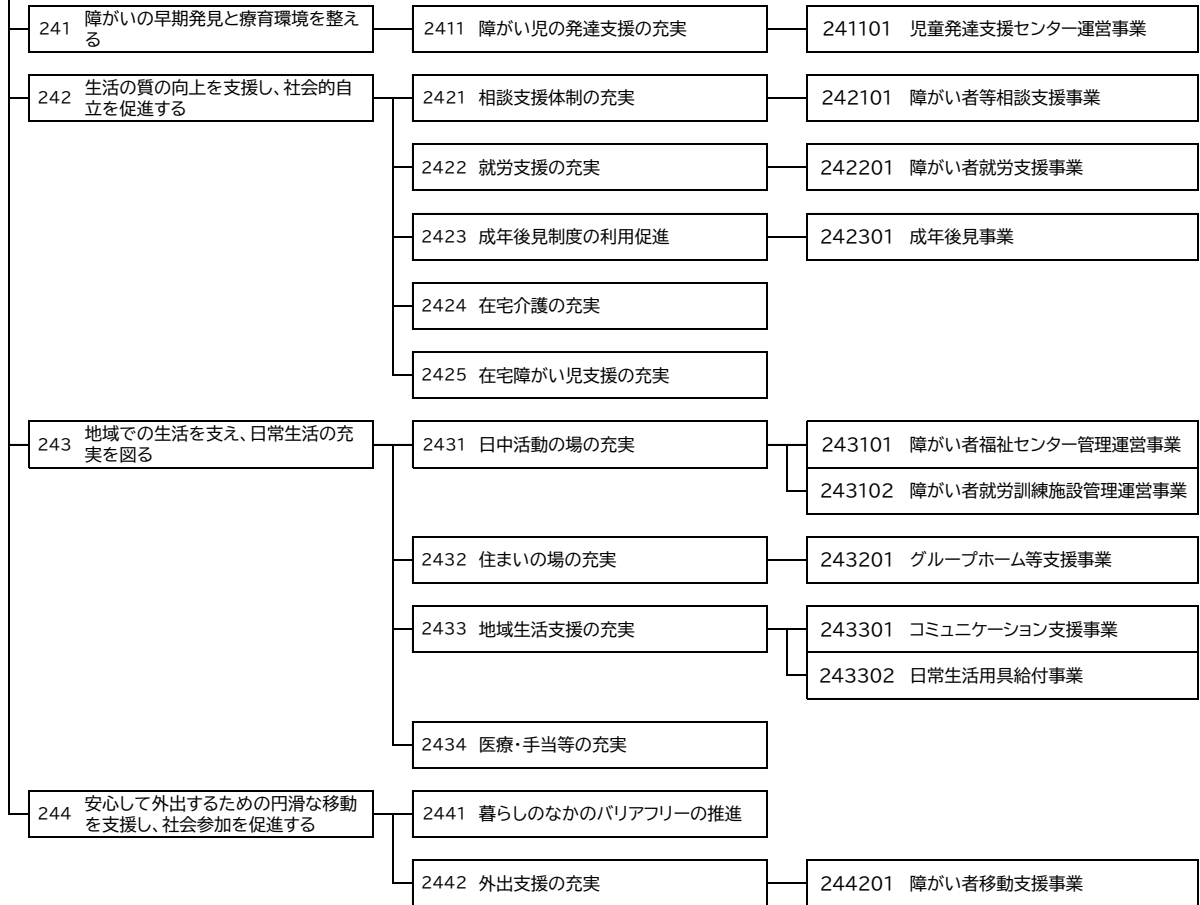 241 障がいの早期発見と療育環境を整え
る
2411 障がい児の発達支援の充実
241101 児童発達支援センター運営事業
242 生活の質の向上を支援し、社会的自
立を促進する
2421 相談支援体制の充実
242101 障がい者等相談支援事業
2422 就労支援の充実
242201 障がい者就労支援事業
2423 成年後見制度の利用促進
242301 成年後見事業
2424 在宅介護の充実
2425 在宅障がい児支援の充実
243 地域での生活を支え、日常生活の充
実を図る
2431 日中活動の場の充実
243101 障がい者福祉センター管理運営事業
243102 障がい者就労訓練施設管理運営事業
2432 住まいの場の充実
243201 グループホーム等支援事業
2433 地域生活支援の充実
243301 コミュニケーション支援事業
243302 日常生活用具給付事業
2434 医療・手当等の充実
244 安心して外出するための円滑な移動
を支援し、社会参加を促進する
2441 暮らしのなかのバリアフリーの推進
2442 外出支援の充実
244201 障がい者移動支援事業